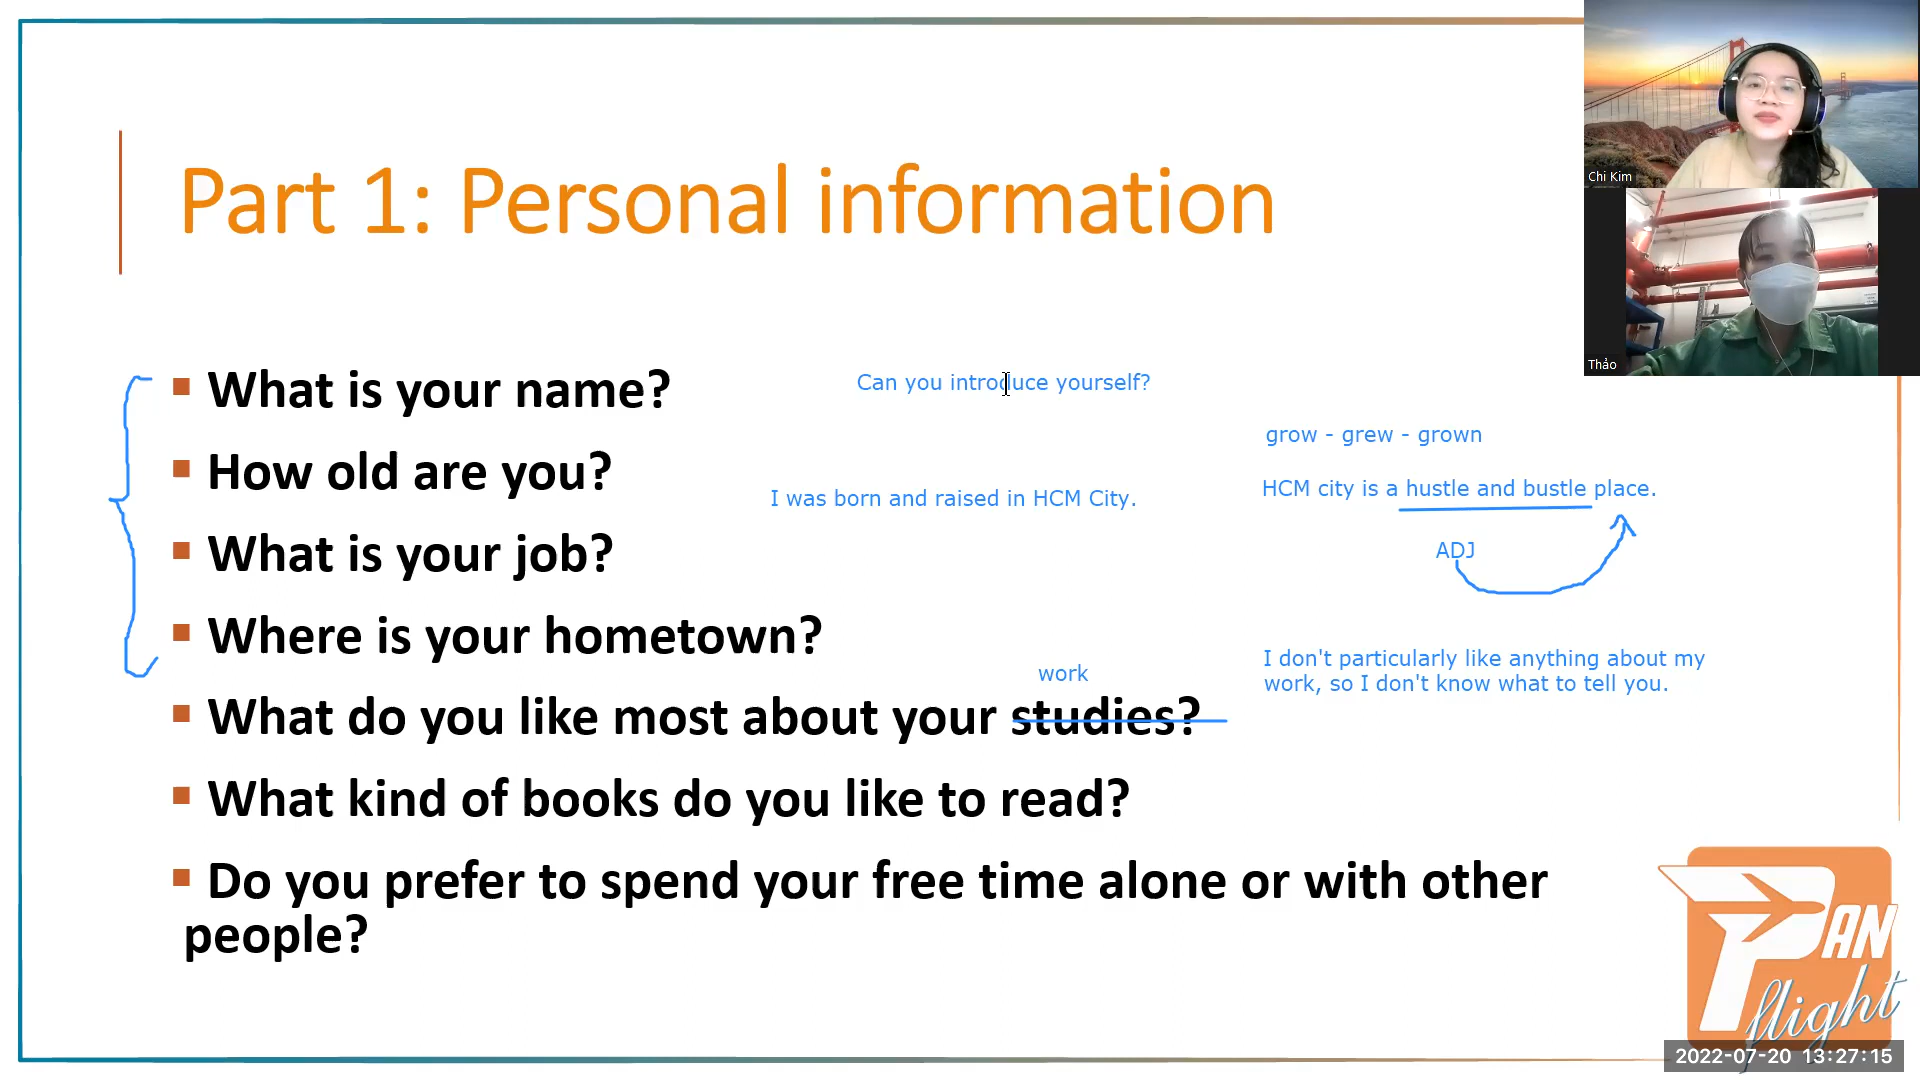 Part 1: Personal information
Chi Kim
Thảo
What is your name?
Can you introduce yourself?
grow - grew - grown
How old are you?
I was born and raised in HCM City.
HCM city is a hustle and bustle place.
What is your job?
ADJ
Where is your hometown?
work
I don't particularly like anything about my
work, so I don't know what to tell you.
What do you like most about your studies?
What kind of books do you like to read?
Do you prefer to spend your free time alone or with other
people?
PAN
flight
2022-07-20 13:27:15